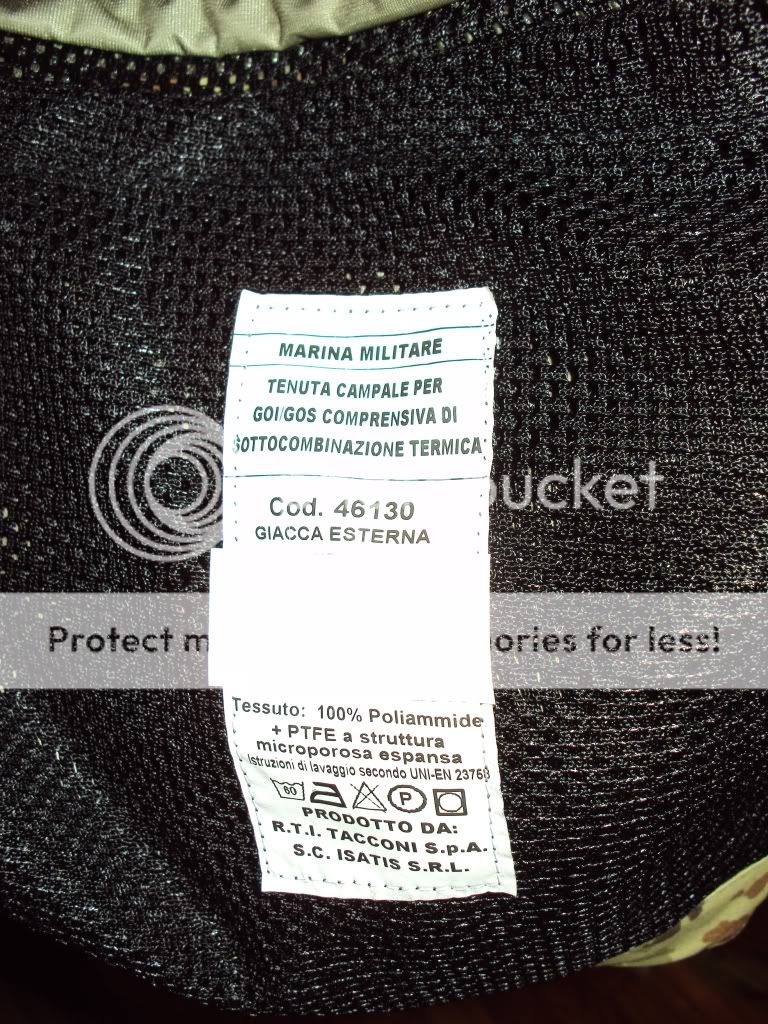 MARINA MILITARE
TENUTA CAMPALE PER
GOI/GOS COMPRENSIVA DI
SOTTOCOMBINAZIONE TERMICA
Cod. 46130
GIACCA ESTERNA
ucket
Protect m ories for less!
Tessuto: 100% Poliammide
+ PTFE a struttura
microporosa espansa
Istruzioni di lavaggio secondo UNI-EN 23758
60 P
PRODOTTO DA:
R.T.I. TACCONI S.p.A.
S.C. ISATIS S.R.L.